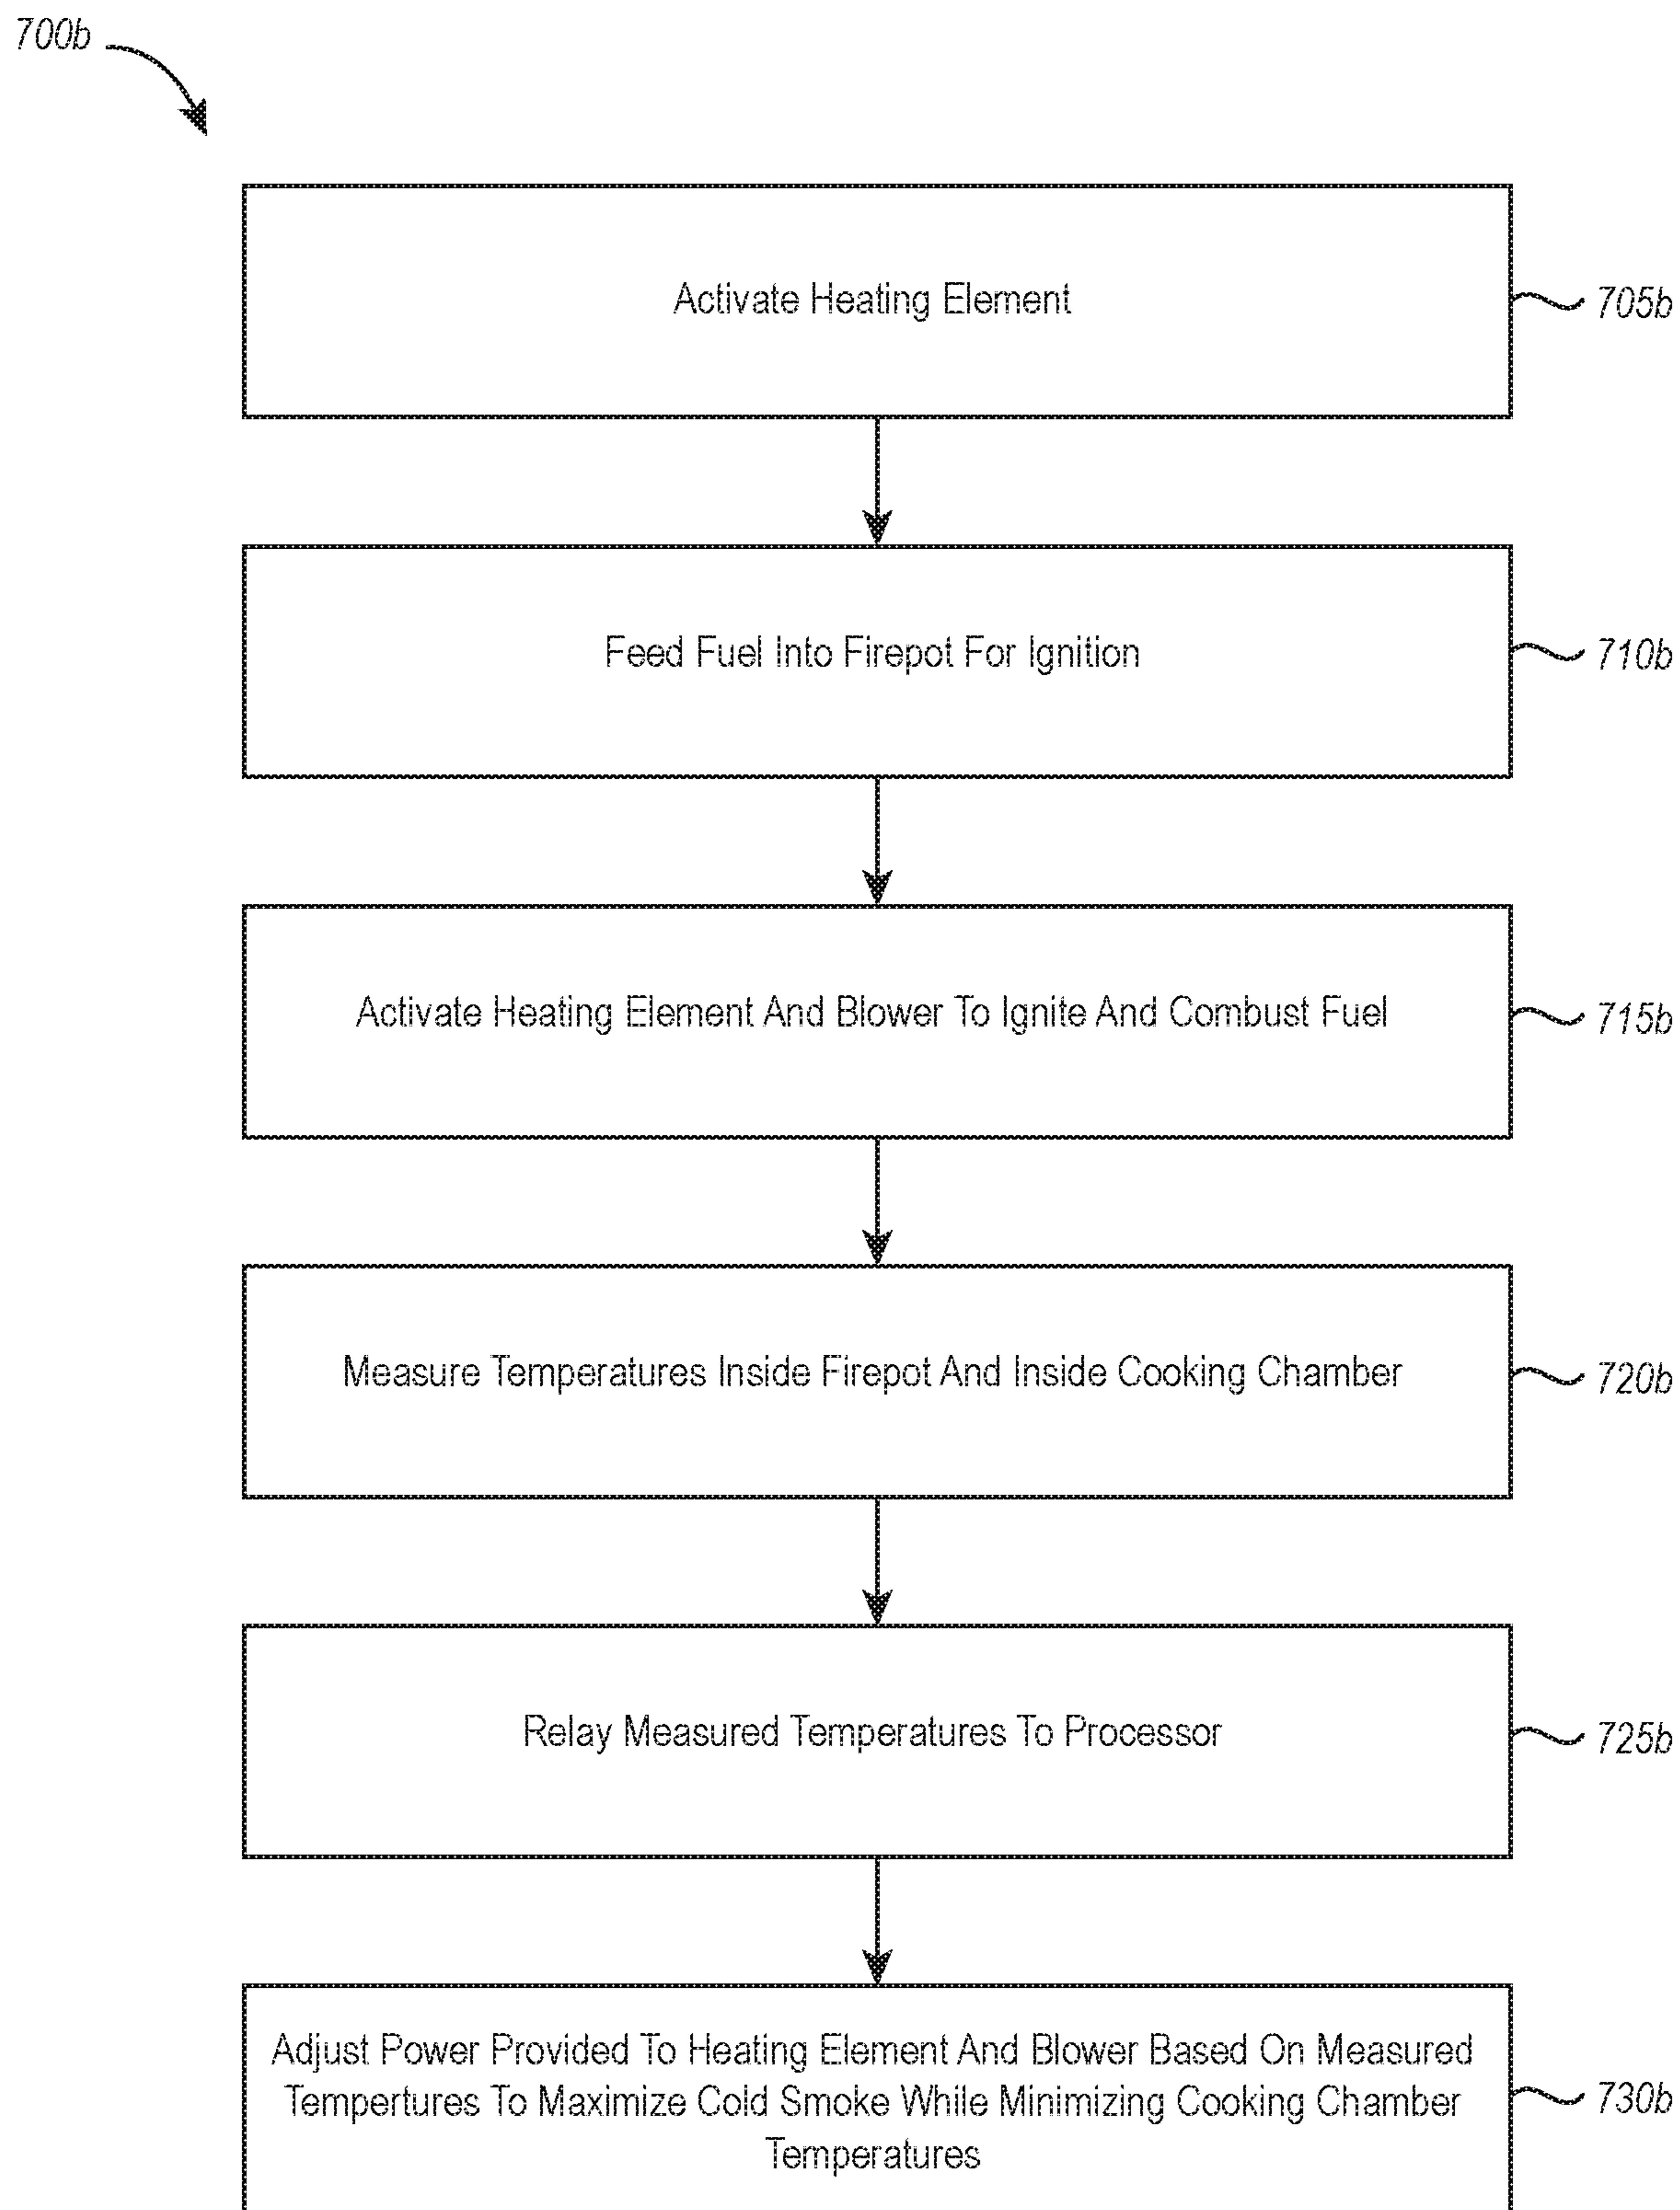 700b
Activate Heating Element
705b
Feed Fuel Into Firepot For Ignition
710b
Activate Heating Element And Blower To Ignite And Combust Fuel
715b
Measure Temperatures Inside Firepot And Inside Cooking Chamber
720b
Relay Measured Temperatures To Processor
725b
Adjust Power Provided To Heating Element And Blower Based On Measured
Tempertures To Maximize Cold Smoke While Minimizing Cooking Chamber
Temperatures
730b